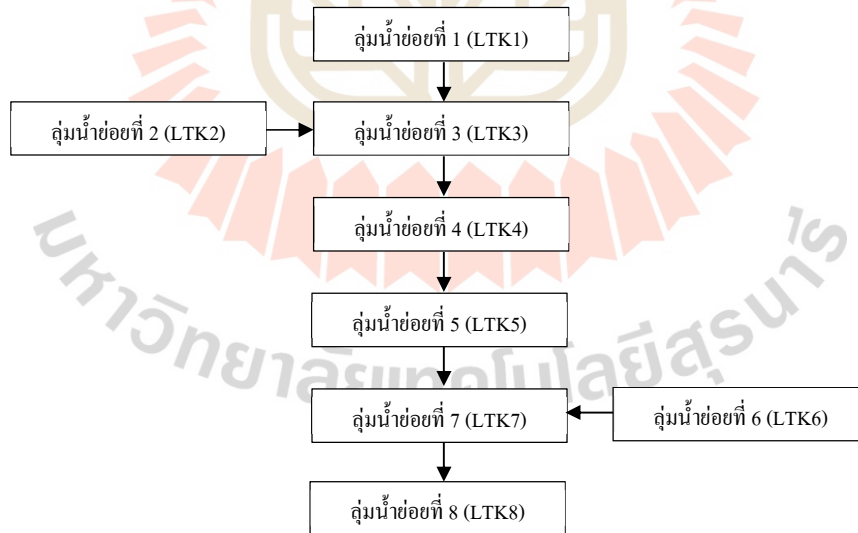 ลุ่มน้ำย่อยที่ 1 (LTK1)
ลุ่มน้ำย่อยที่ 2 (LTK2)
ลุ่มน้ำย่อยที่ 3 (LTK3)
ลุ่มน้ำย่อยที่ 4 (LTK4)
ลุ่มน้ำย่อยที่ 5 (LTK5)
ลุ่มน้ำย่อยที่ 7 (LTK7)
ลุ่มน้ำย่อยที่ 6 (LTK6)
ลุ่มน้ำย่อยที่ 8 (LTK8)
มหาวิทยาลัยเทคโนโลยีสุรนารี